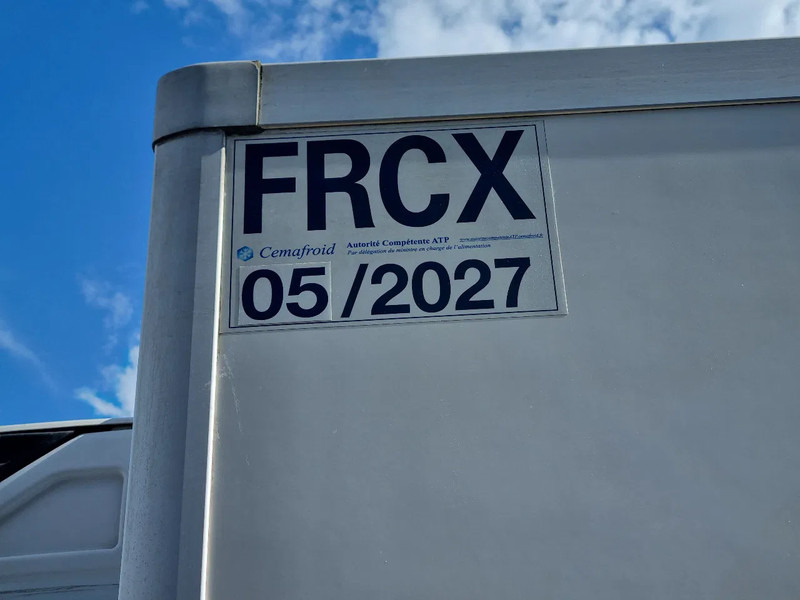 FRCX
Cemafroid Autorité Compétente ATP
Par délégation du ministre en charge de l'alimentation
05/2027